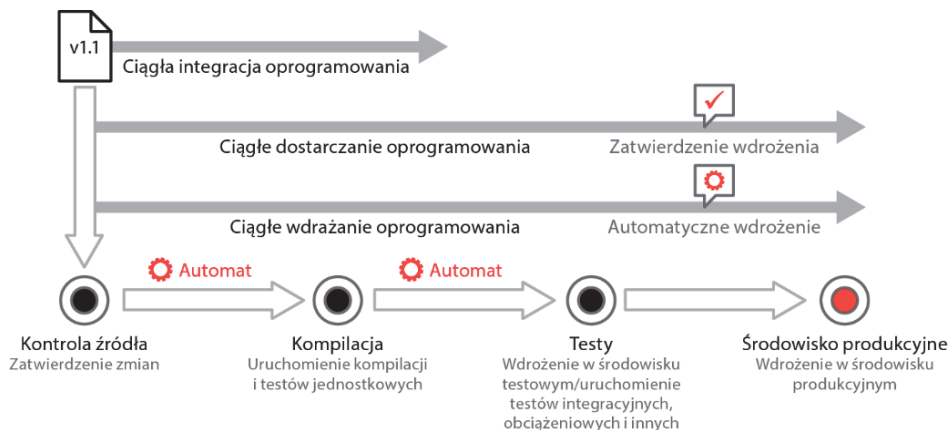 v1.1
Ciągła integracja oprogramowania
Ciągłe dostarczanie oprogramowania
Zatwierdzenie wdrożenia
Ciągłe wdrażanie oprogramowania
Automatyczne wdrożenie
Automat
Automat
Kontrola źródła
Zatwierdzenie zmian
Kompilacja
Uruchomienie kompilacji
i testów jednostkowych
Testy
Wdrożenie w środowisku
testowym/uruchomienie
testów integracyjnych,
obciążeniowych i innych
Środowisko produkcyjne
Wdrożenie w środowisku
produkcyjnym